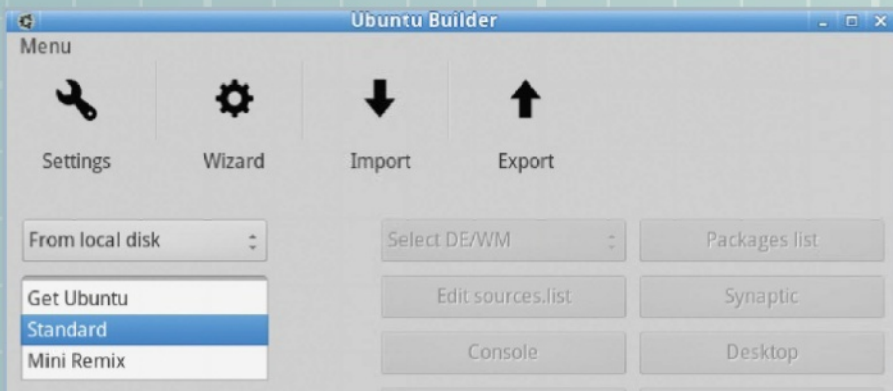 Ubuntu Builder
Menu
Settings Wizard Import Export
From local disk Select DE/WM Packages list
Get Ubuntu Edit sources.list Synaptic
Standard
Mini Remix Console Desktop